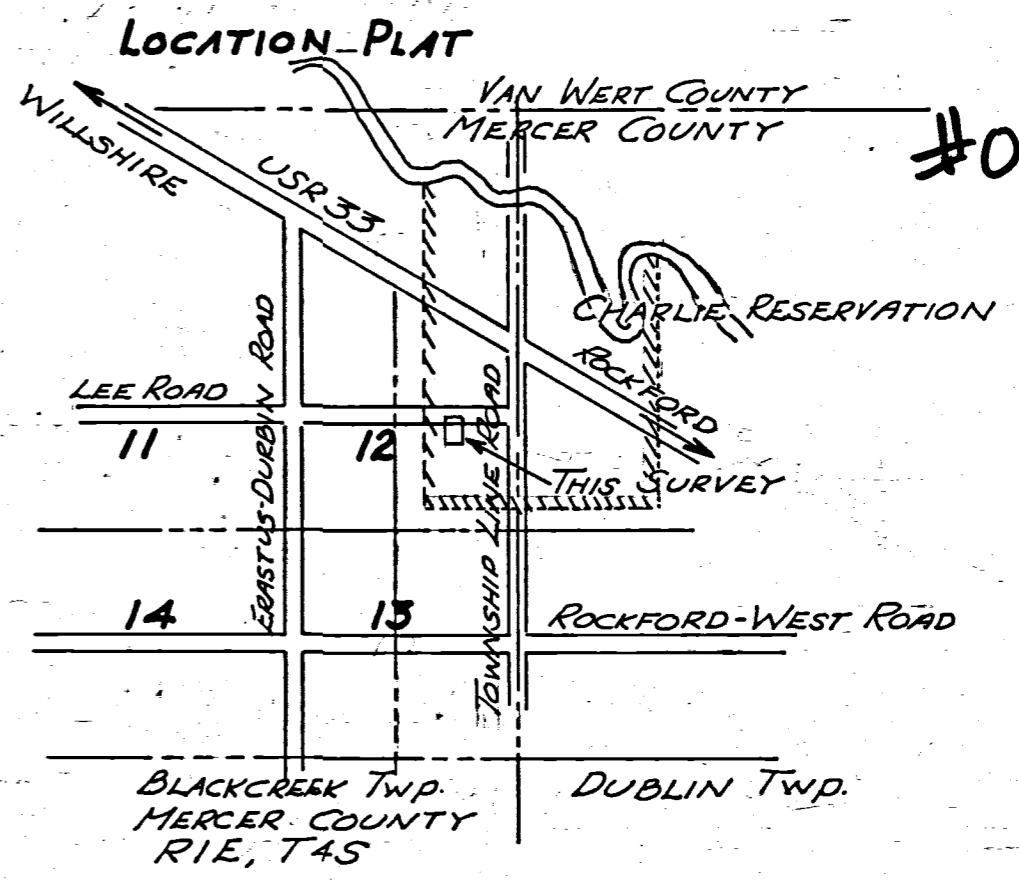 LOCATION PLAT
VAN WERT COUNTY
MERCER COUNTY
#0
WILLSHIRE
USR 33
CHARLIE RESERVATION
ROCKFORD
LEE ROAD
ERASTUS-DURBIN ROAD
TOWNSHIP LINE ROAD
11
12
THIS SURVEY
14
13
ROCKFORD-WEST ROAD
BLACKCREEK TWP.
DUBLIN TWP.
MERCER COUNTY
R1E, T4S